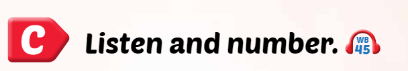 C Listen and number. WB 45